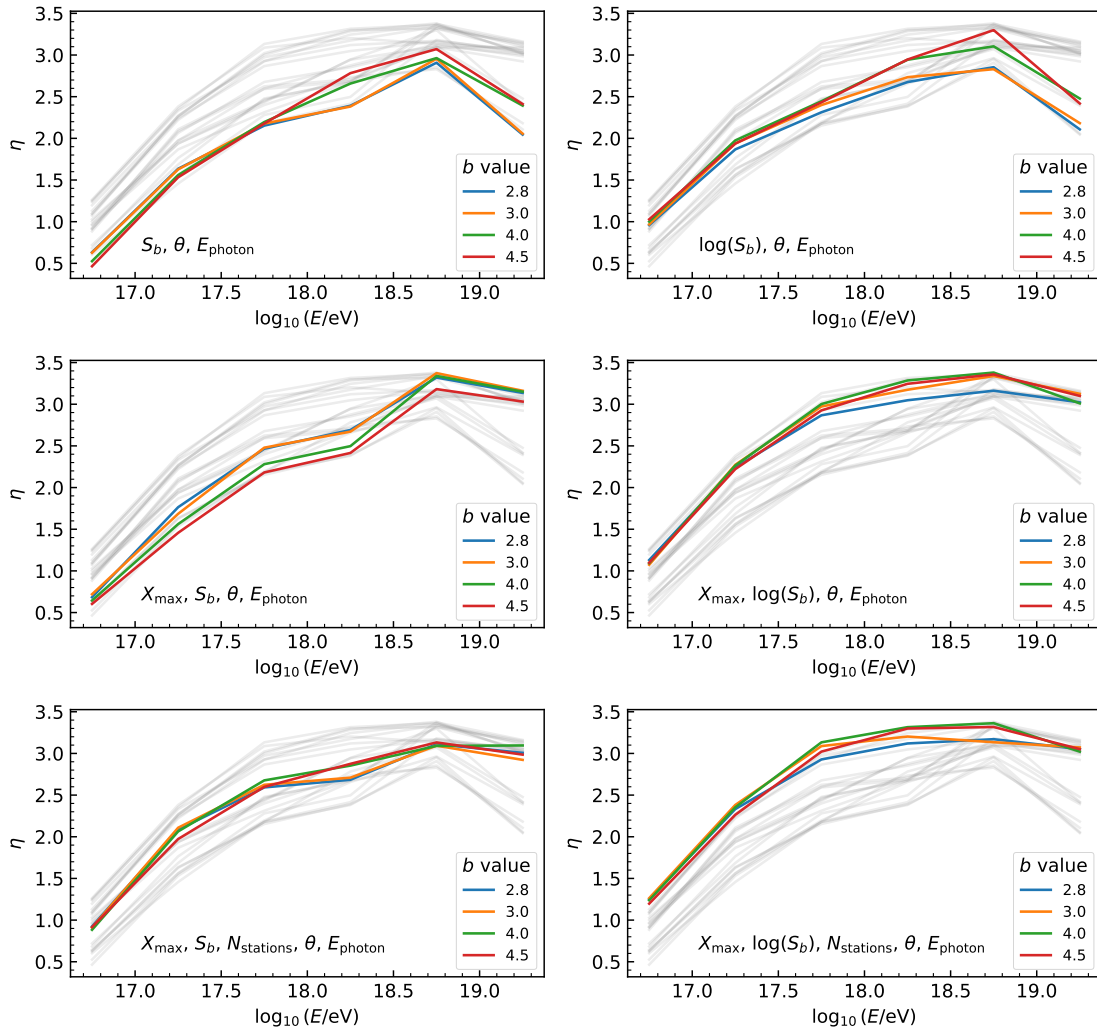 3.5
3.0
2.5
2.0
1.5
1.0
0.5
η
b value
2.8
3.0
4.0
4.5
S_b, θ, E_photon
17.0 17.5 18.0 18.5 19.0
log₁₀ (E/eV)
3.5
3.0
2.5
2.0
1.5
1.0
0.5
η
b value
2.8
3.0
4.0
4.5
log(S_b), θ, E_photon
17.0 17.5 18.0 18.5 19.0
log₁₀ (E/eV)
3.5
3.0
2.5
2.0
1.5
1.0
0.5
η
b value
2.8
3.0
4.0
4.5
X_max, S_b, θ, E_photon
17.0 17.5 18.0 18.5 19.0
log₁₀ (E/eV)
3.5
3.0
2.5
2.0
1.5
1.0
0.5
η
b value
2.8
3.0
4.0
4.5
X_max, log(S_b), θ, E_photon
17.0 17.5 18.0 18.5 19.0
log₁₀ (E/eV)
3.5
3.0
2.5
2.0
1.5
1.0
0.5
η
b value
2.8
3.0
4.0
4.5
X_max, S_b, N_stations, θ, E_photon
17.0 17.5 18.0 18.5 19.0
log₁₀ (E/eV)
3.5
3.0
2.5
2.0
1.5
1.0
0.5
η
b value
2.8
3.0
4.0
4.5
X_max, log(S_b), N_stations, θ, E_photon
17.0 17.5 18.0 18.5 19.0
log₁₀ (E/eV)